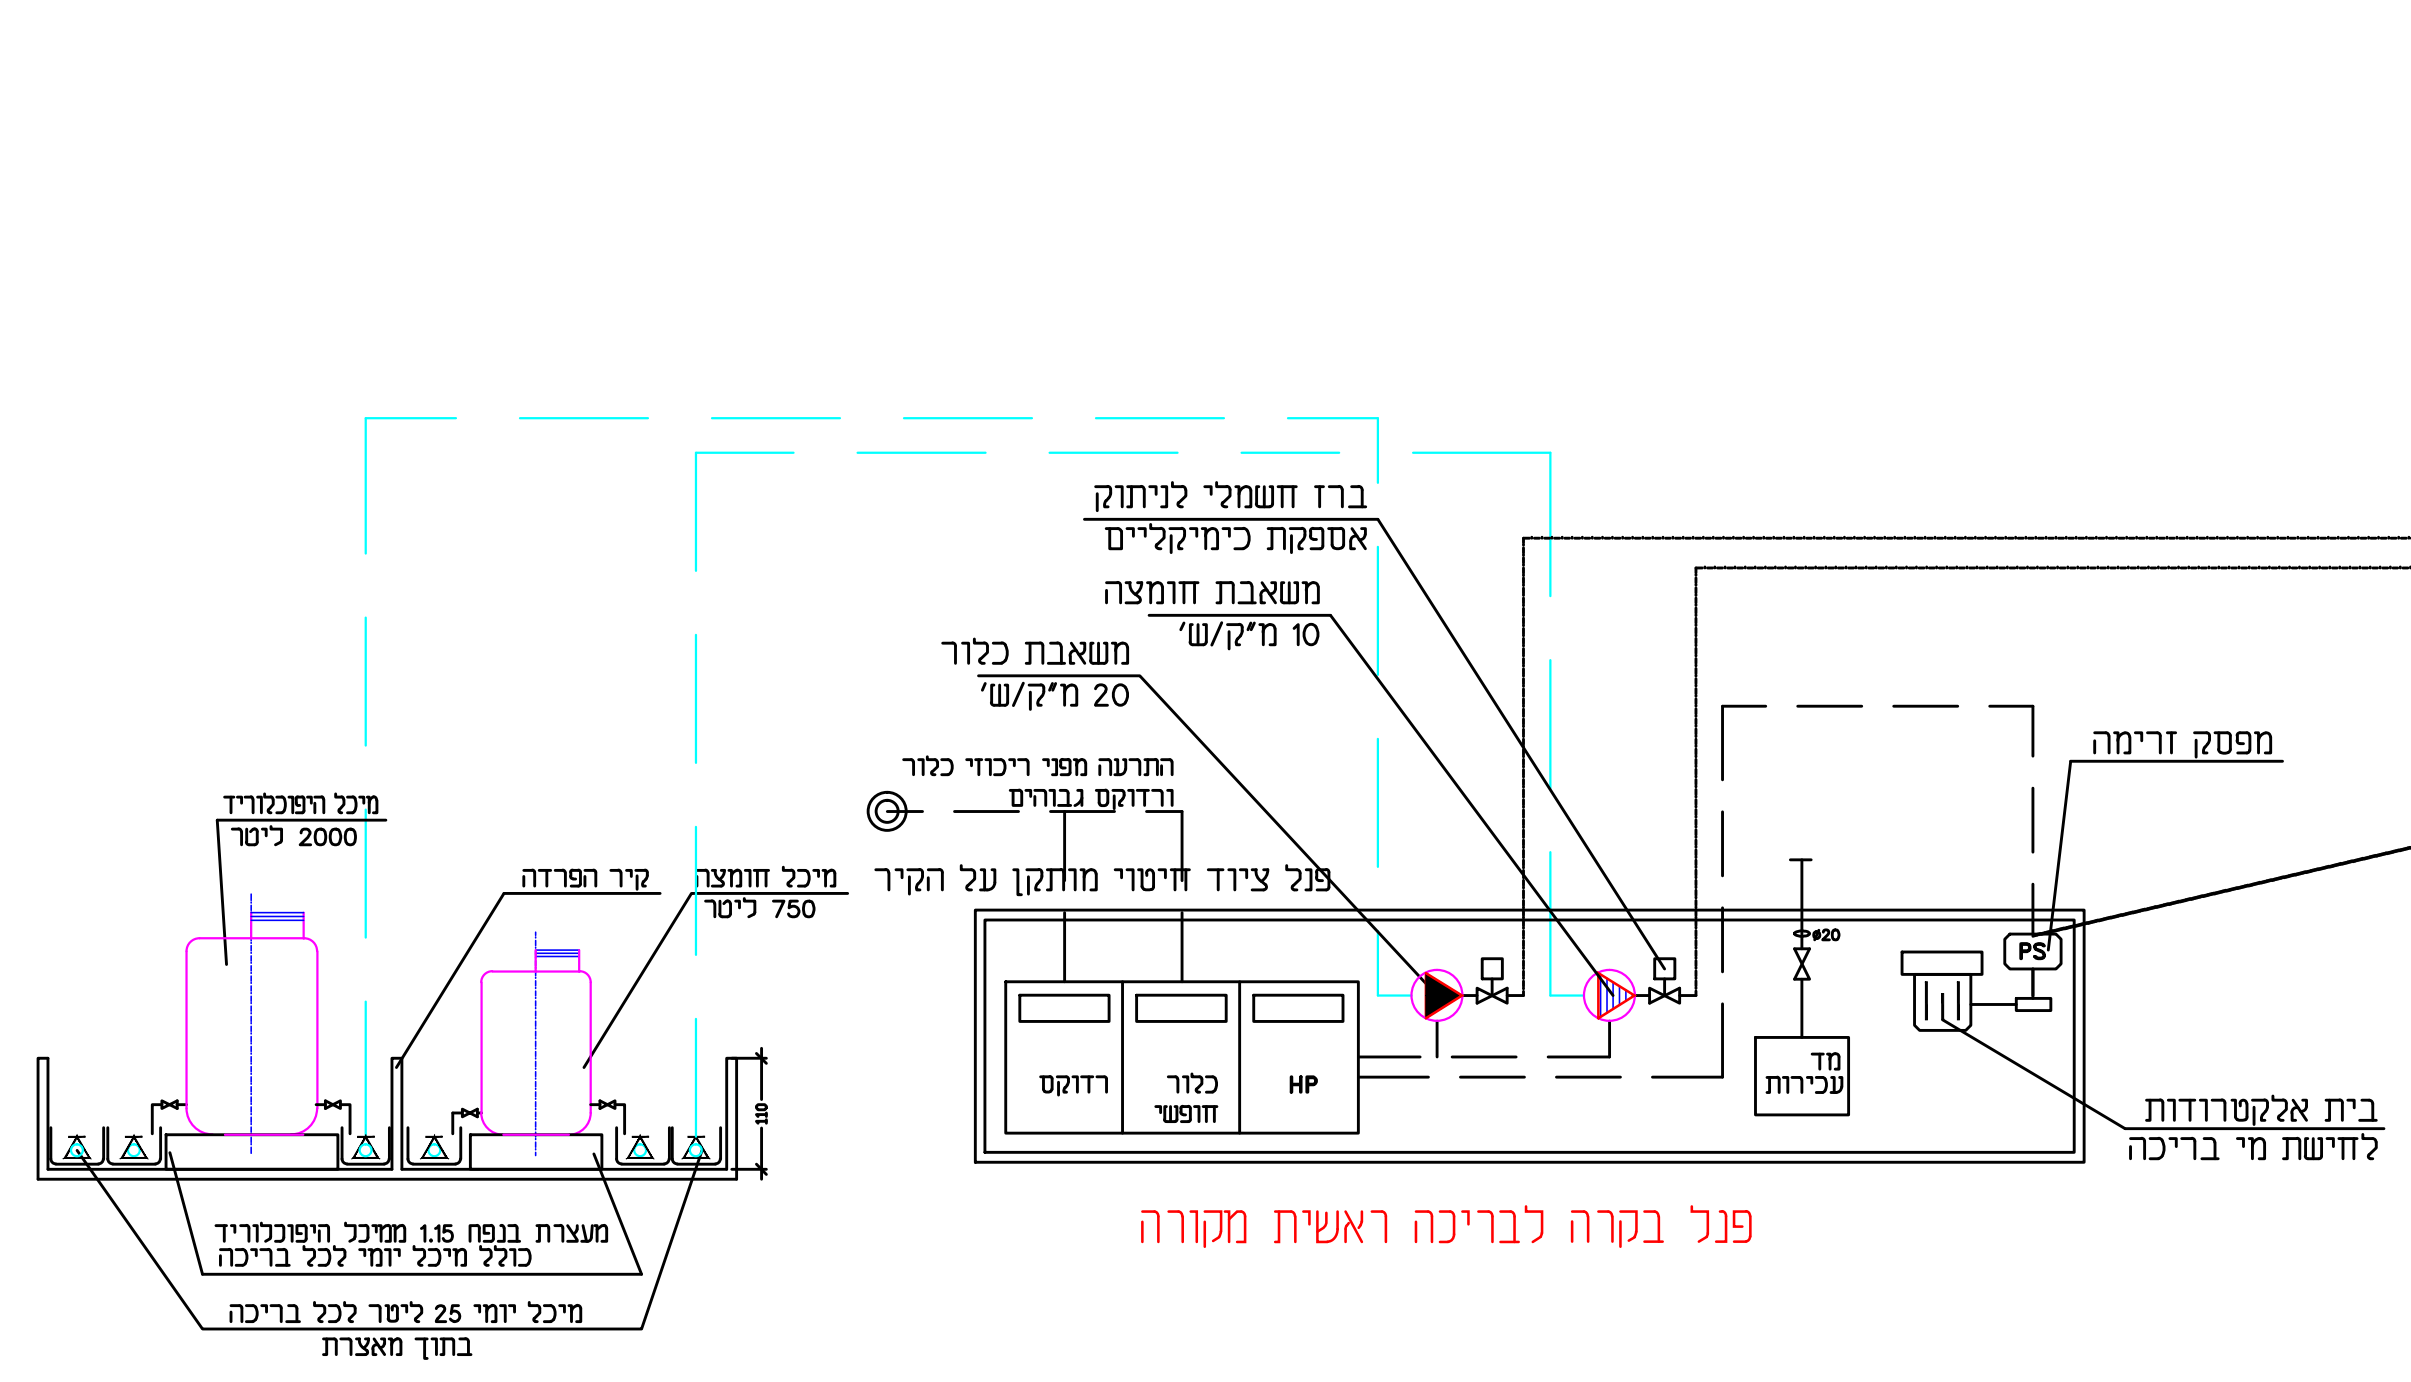 ברז חשמלי לניתוק
אספקת כימיקליים
משאבת חומצה
10 מ"ק/ש'
משאבת כלור
20 מ"ק/ש'
מפסק זרימה
התרעה מפני ריכוזי כלור
ורדוקס גבוהים
פנל ציוד חיטוי מותקן על הקיר
מיכל היפוכלוריד
2000 ליטר
קיר הפרדה
מיכל חומצה
750 ליטר
ø20
PS
רדוקס
כלור
חופשי
HP
מד
עכירות
110
בית אלקטרודות
לחישת מי בריכה
פנל בקרה לבריכה ראשית מקורה
מעצרת בנפח 1.15 ממיכל היפוכלוריד
כולל מיכל יומי לכל בריכה
מיכל יומי 25 ליטר לכל בריכה
בתוך מאצרת